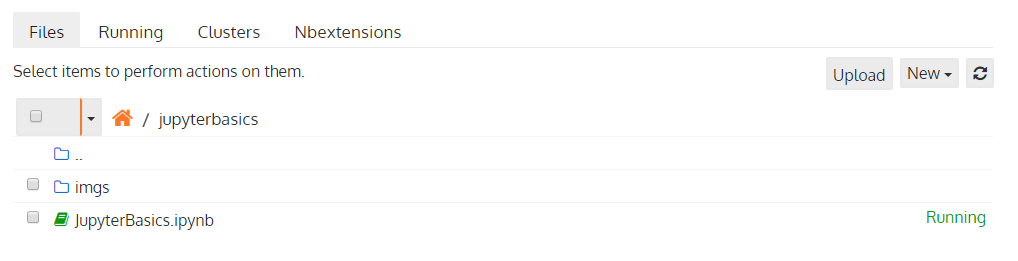 Files Running Clusters Nbextensions
Select items to perform actions on them.
Upload New
/ jupyterbasics
..
imgs
JupyterBasics.ipynb Running